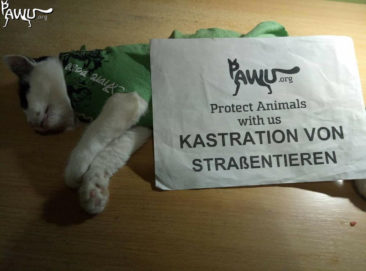 PAWU.org
PAWU.org
Protect Animals
with us
KASTRATION VON
STRAßENTIEREN